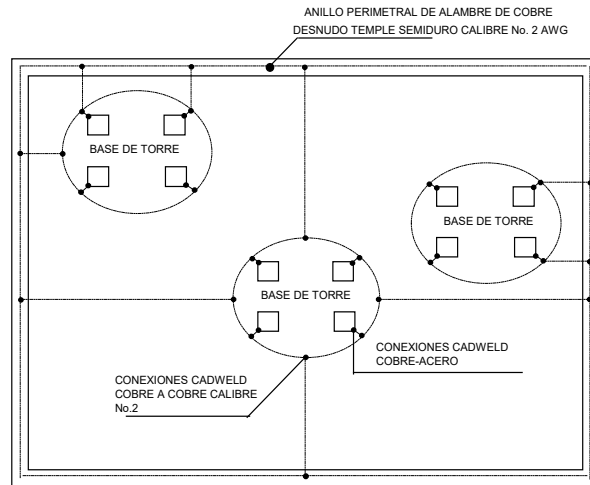 ANILLO PERIMETRAL DE ALAMBRE DE COBRE
DESNUDO TEMPLE SEMIDURO CALIBRE No. 2 AWG
BASE DE TORRE
BASE DE TORRE
BASE DE TORRE
CONEXIONES CADWELD
COBRE-ACERO
CONEXIONES CADWELD
COBRE A COBRE CALIBRE
No.2